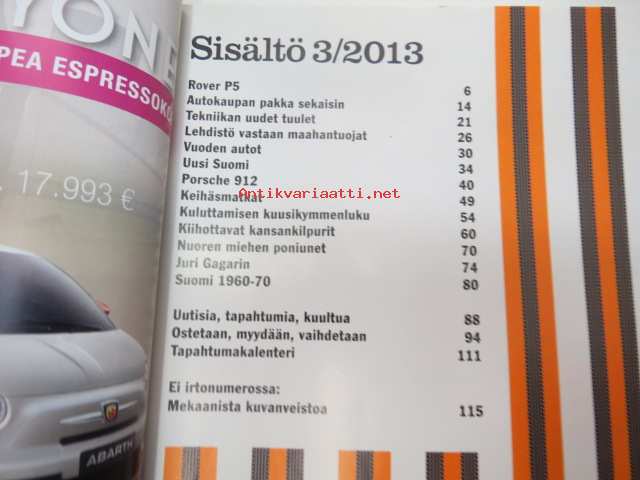 YONE
PEA ESPRESSOKO
17.993 €
ABARTH
Sisältö 3/2013
Rover P5 6
Autokaupan pakka sekaisin 14
Tekniikan uudet tuulet 21
Lehdistö vastaan maahantuojat 26
Vuoden autot 30
Uusi Suomi 34
Porsche 912 40
Antikvariaatti.net
Keihäsmatkat 49
Kuluttamisen kuusikymmenluku 54
Kiihottavat kansankilpurit 60
Nuoren miehen poniunet 70
Juri Gagarin 74
Suomi 1960-70 80
Uutisia, tapahtumia, kuultua 88
Ostetaan, myydään, vaihdetaan 94
Tapahtumakalenteri 111
Ei irtonumerossa:
Mekaanista kuvanveistoa 115